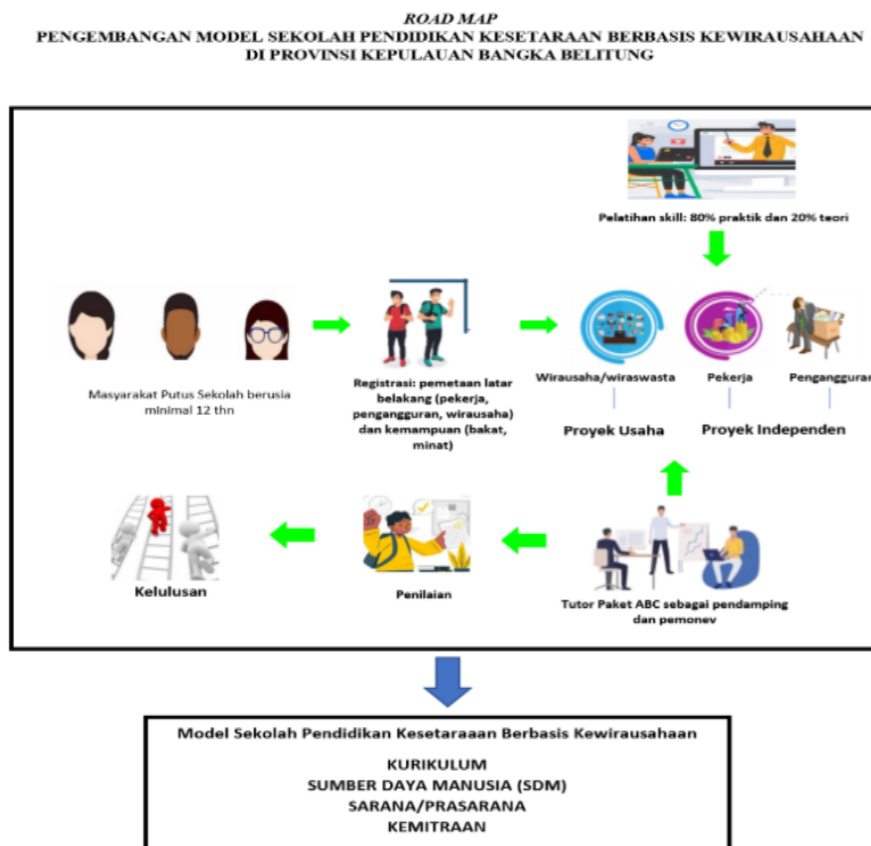 ROAD MAP
PENGEMBANGAN MODEL SEKOLAH PENDIDIKAN KESETARAAN BERBASIS KEWIRAUSAHAAN
DI PROVINSI KEPULAUAN BANGKA BELITUNG
Pelatihan skill: 80% praktik dan 20% teori
Masyarakat Putus Sekolah berusia
minimal 12 thn
Registrasi: pemetaan latar
belakang (pekerja,
pengangguran, wirausaha)
dan kemampuan (bakat,
minat)
Wirausaha/wiraswasta
Pekerja
Pengangguran
Proyek Usaha
Proyek Independen
Kelulusan
Penilaian
Tutor Paket ABC sebagai pendamping
dan pemonev
Model Sekolah Pendidikan Kesetaraaan Berbasis Kewirausahaan
KURIKULUM
SUMBER DAYA MANUSIA (SDM)
SARANA/PRASARANA
KEMITRAAN